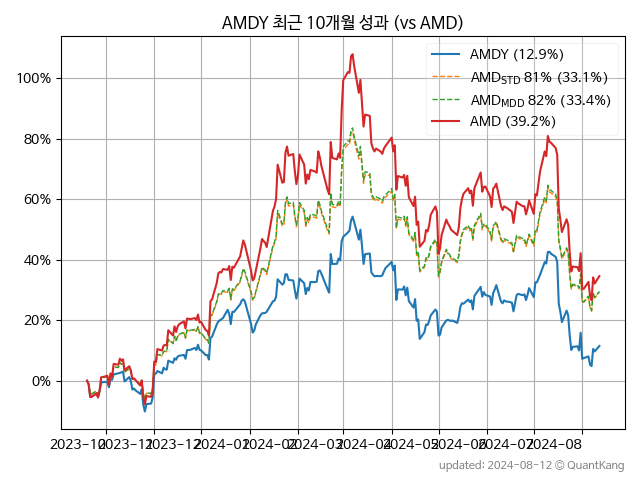 AMDY 최근 10개월 성과 (vs AMD)
AMDY (12.9%)
AMD_STD 81% (33.1%)
AMD_MDD 82% (33.4%)
AMD (39.2%)
100%
80%
60%
40%
20%
0%
2023-10 2023-11 2023-12 2024-01 2024-02 2024-03 2024-04 2024-05 2024-06 2024-07 2024-08
updated: 2024-08-12 © QuantKang